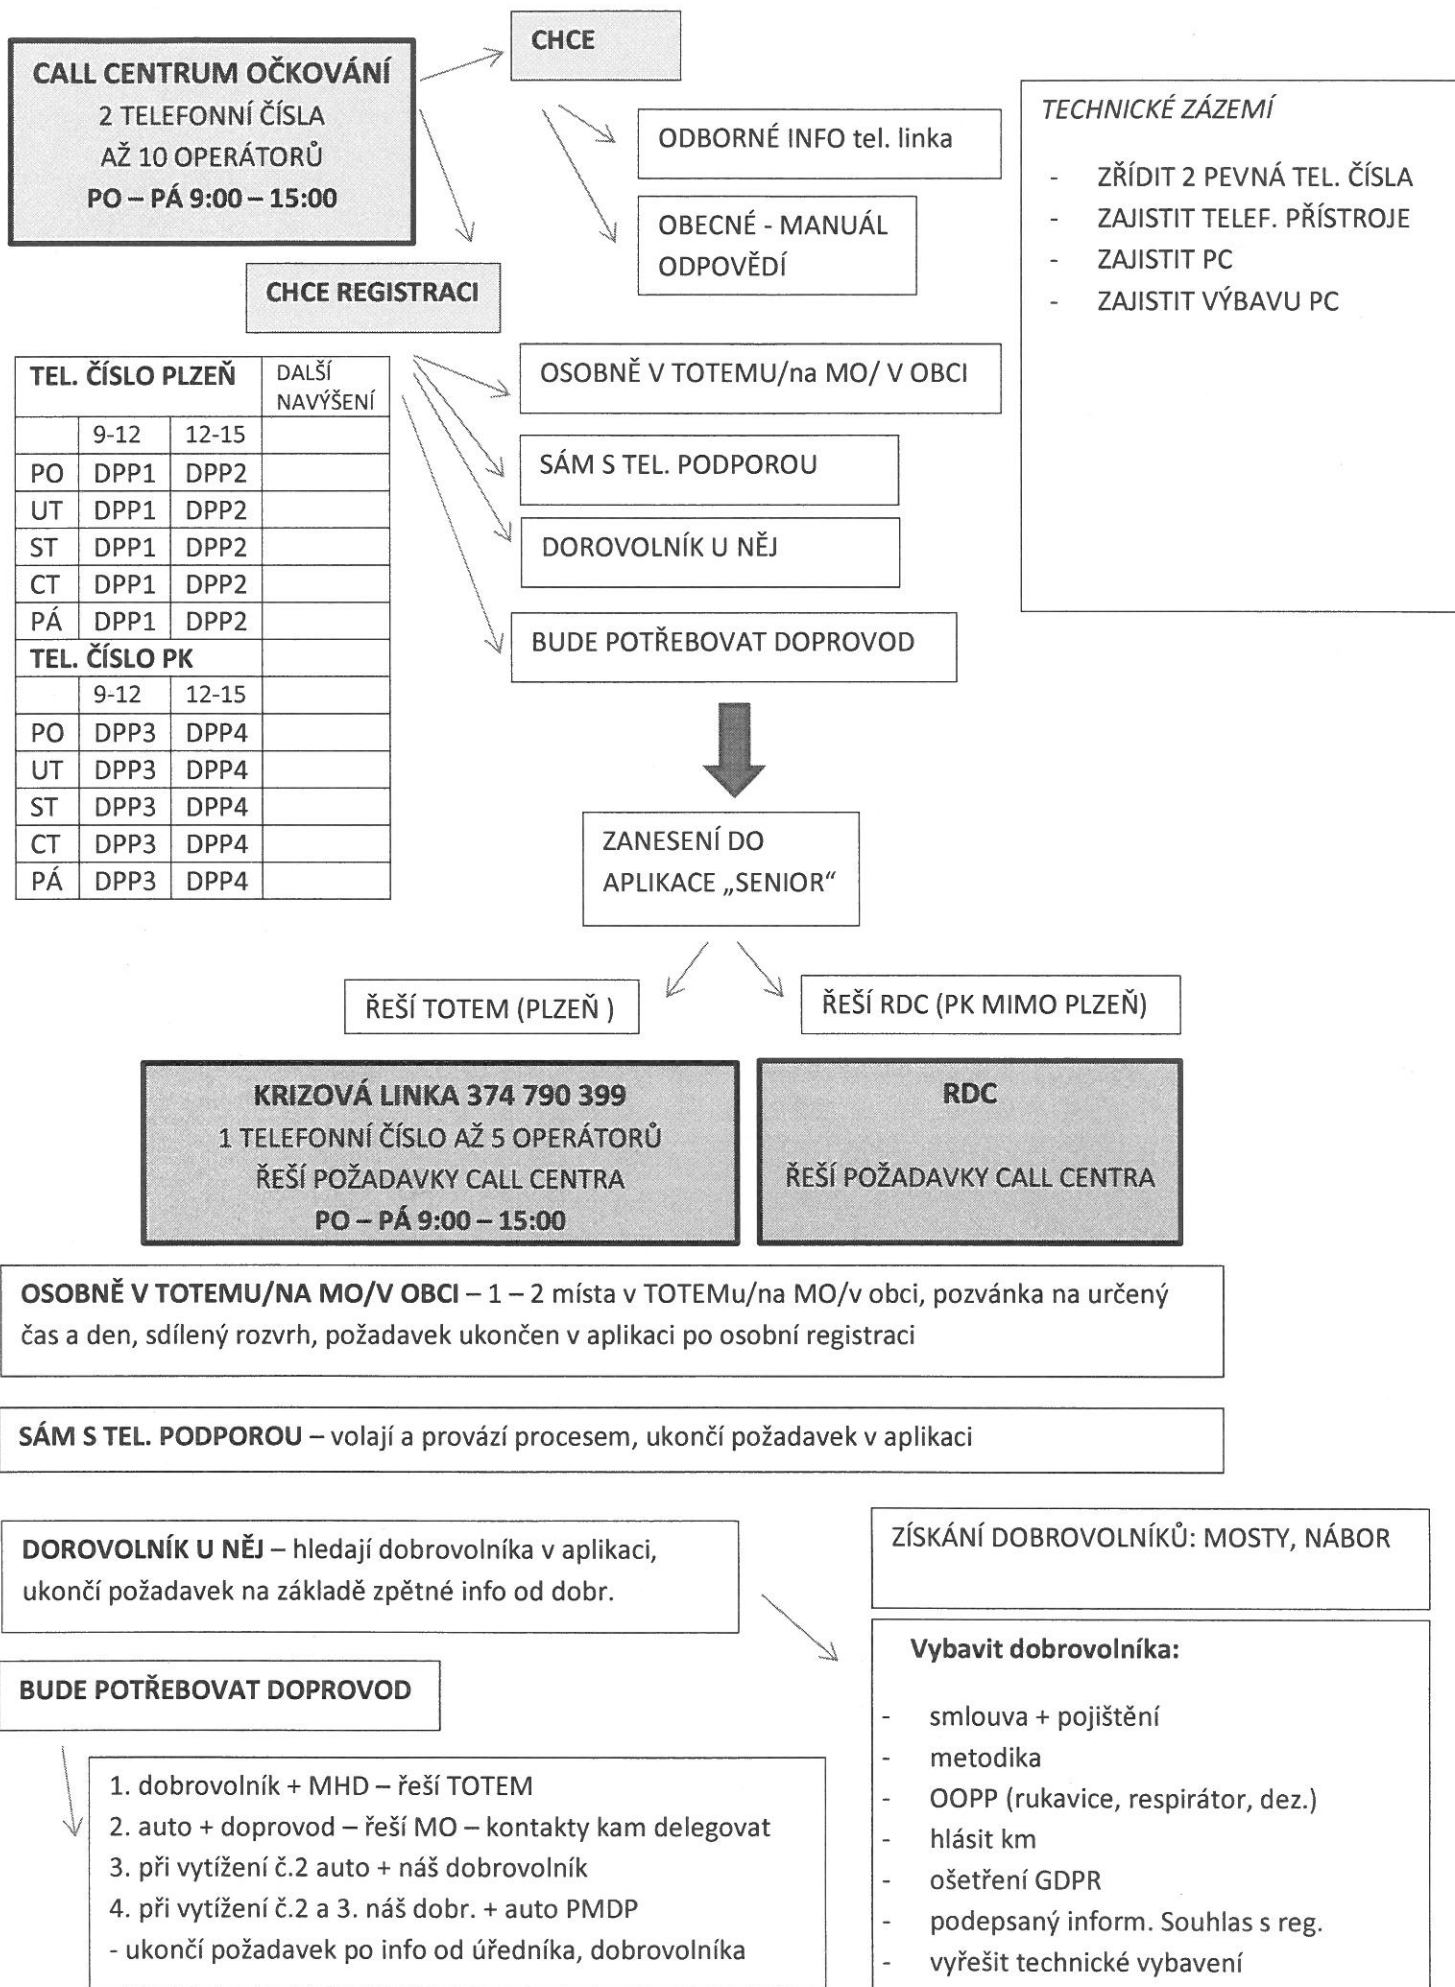 CALL CENTRUM OČKOVÁNÍ
2 TELEFONNÍ ČÍSLA
AŽ 10 OPERÁTORŮ
PO – PÁ 9:00 – 15:00
CHCE
ODBORNÉ INFO tel. linka
OBECNÉ - MANUÁL
ODPOVĚDÍ
TECHNICKÉ ZÁZEMÍ
- ZŘÍDIT 2 PEVNÁ TEL. ČÍSLA
- ZAJISTIT TELEF. PŘÍSTROJE
- ZAJISTIT PC
- ZAJISTIT VÝBAVU PC
CHCE REGISTRACI
OSOBNĚ V TOTEMU/na MO/ V OBCI
SÁM S TEL. PODPOROU
DOROVOLNÍK U NĚJ
BUDE POTŘEBOVAT DOPROVOD
TEL. ČÍSLO PLZEŇ DALŠÍ
NAVÝŠENÍ
9-12 12-15
PO DPP1 DPP2
UT DPP1 DPP2
ST DPP1 DPP2
CT DPP1 DPP2
PÁ DPP1 DPP2
TEL. ČÍSLO PK
9-12 12-15
PO DPP3 DPP4
UT DPP3 DPP4
ST DPP3 DPP4
CT DPP3 DPP4
PÁ DPP3 DPP4
ZANESENÍ DO
APLIKACE „SENIOR“
ŘEŠÍ TOTEM (PLZEŇ )
ŘEŠÍ RDC (PK MIMO PLZEŇ)
KRIZOVÁ LINKA 374 790 399
1 TELEFONNÍ ČÍSLO AŽ 5 OPERÁTORŮ
ŘEŠÍ POŽADAVKY CALL CENTRA
PO – PÁ 9:00 – 15:00
RDC
ŘEŠÍ POŽADAVKY CALL CENTRA
OSOBNĚ V TOTEMU/NA MO/V OBCI – 1 – 2 místa v TOTEMu/na MO/v obci, pozvánka na určený
čas a den, sdílený rozvrh, požadavek ukončen v aplikaci po osobní registraci
SÁM S TEL. PODPOROU – volají a provází procesem, ukončí požadavek v aplikaci
DOROVOLNÍK U NĚJ – hledají dobrovolníka v aplikaci,
ukončí požadavek na základě zpětné info od dobr.
BUDE POTŘEBOVAT DOPROVOD
1. dobrovolník + MHD – řeší TOTEM
2. auto + doprovod – řeší MO – kontakty kam delegovat
3. při vytížení č.2 auto + náš dobrovolník
4. při vytížení č.2 a 3. náš dobr. + auto PMDP
- ukončí požadavek po info od úředníka, dobrovolníka
ZÍSKÁNÍ DOBROVOLNÍKŮ: MOSTY, NÁBOR
Vybavit dobrovolníka:
- smlouva + pojištění
- metodika
- OOPP (rukavice, respirátor, dez.)
- hlásit km
- ošetření GDPR
- podepsaný inform. Souhlas s reg.
- vyřešit technické vybavení